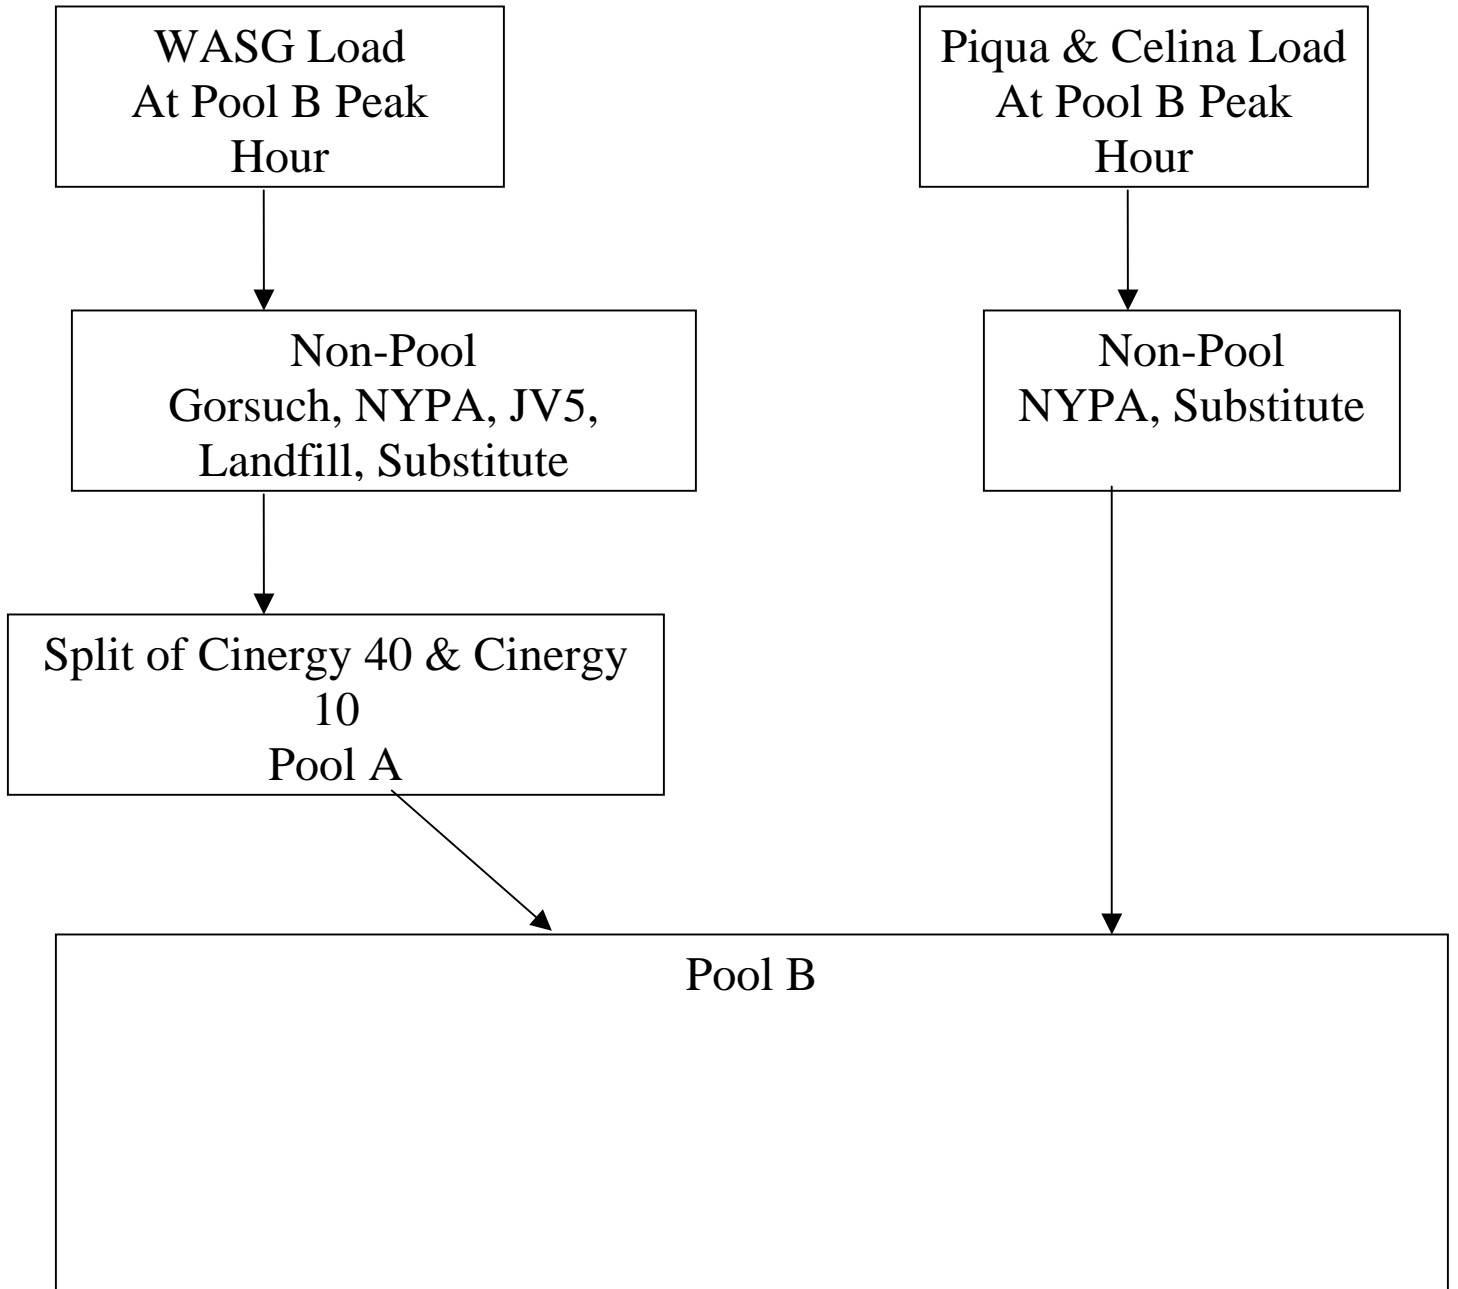 WASG Load
At Pool B Peak
Hour
Piqua & Celina Load
At Pool B Peak
Hour
Non-Pool
Gorsuch, NYPA, JV5,
Landfill, Substitute
Non-Pool
NYPA, Substitute
Split of Cinergy 40 & Cinergy
10
Pool A
Pool B